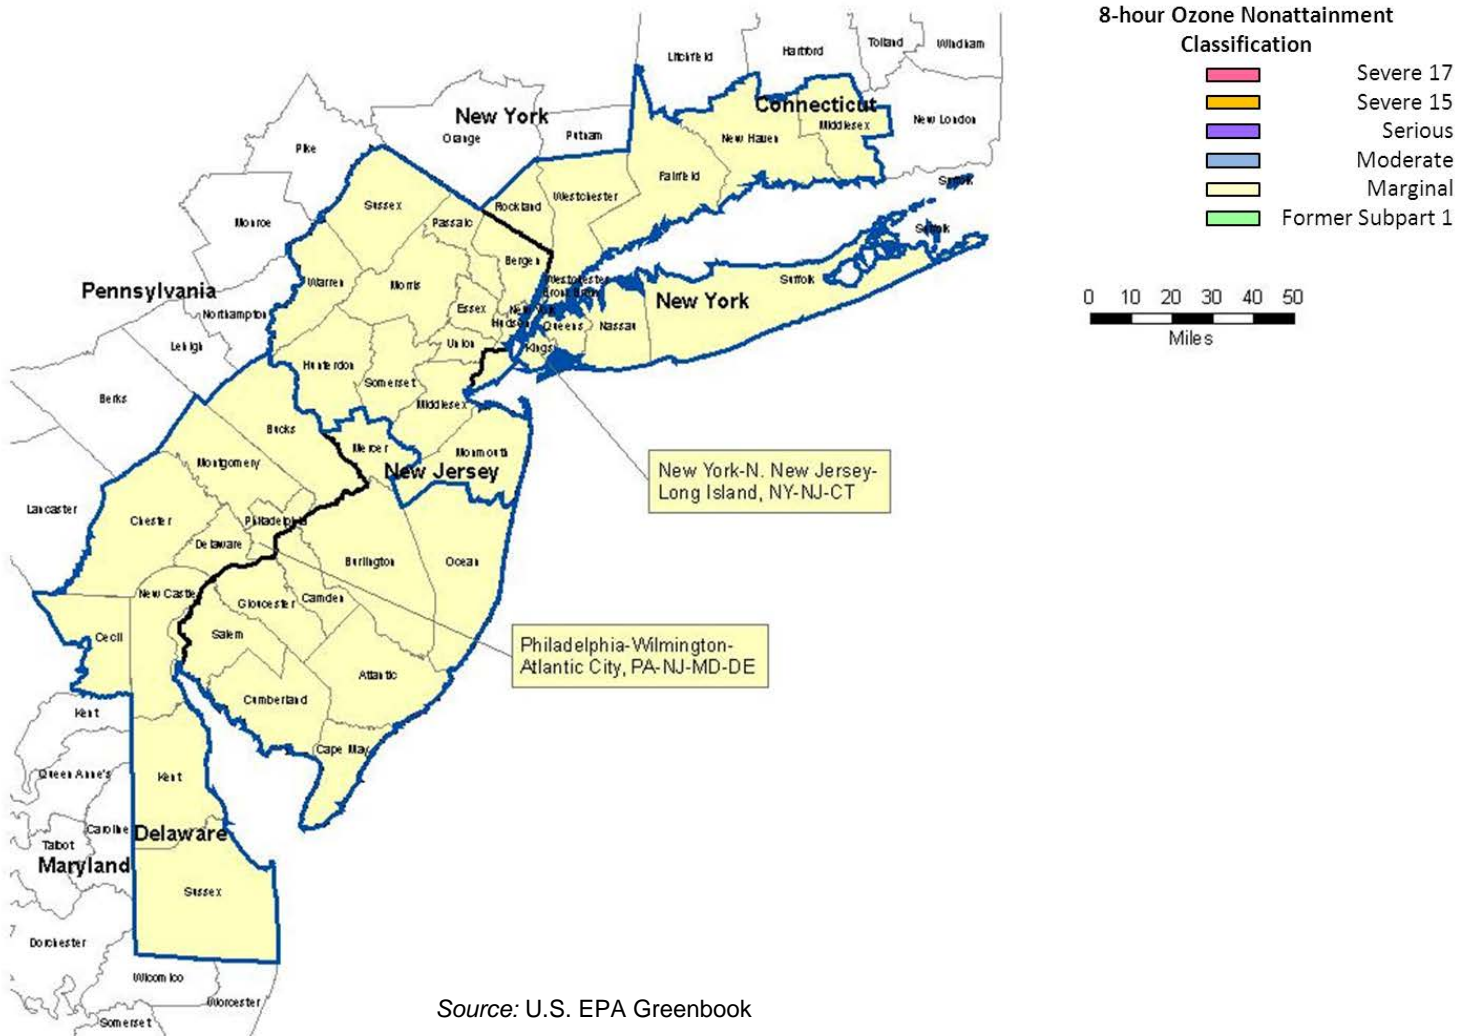 8-hour Ozone Nonattainment
Classification
Severe 17
Severe 15
Serious
Moderate
Marginal
Former Subpart 1
0 10 20 30 40 50
Miles
Litchfield
Hartford
Tolland
Windham
Connecticut
New York
Orange
Putnam
New Haven
Middlesex
New London
Pike
Fairfield
Suffolk
Sussex
Rockland
Westchester
Monroe
Passaic
Suffolk
Bergen
Warren
Morris
Westchester
Suffolk
Pennsylvania
New York
Northampton
Essex
New York
Hudson
Queens
Nassau
Lehigh
Union
Kings
Hunterdon
Somerset
Berks
Middlesex
Bucks
Mercer
Monmouth
Montgomery
New Jersey
New York-N. New Jersey-
Long Island, NY-NJ-CT
Lancaster
Chester
Philadelphia
Delaware
Burlington
Ocean
New Castle
Gloucester
Camden
Cecil
Salem
Philadelphia-Wilmington-
Atlantic City, PA-NJ-MD-DE
Atlantic
Cumberland
Kent
Cape May
Queen Anne's
Kent
Caroline
Delaware
Talbot
Maryland
Sussex
Dorchester
Wicomico
Worcester
Somerset
Source: U.S. EPA Greenbook